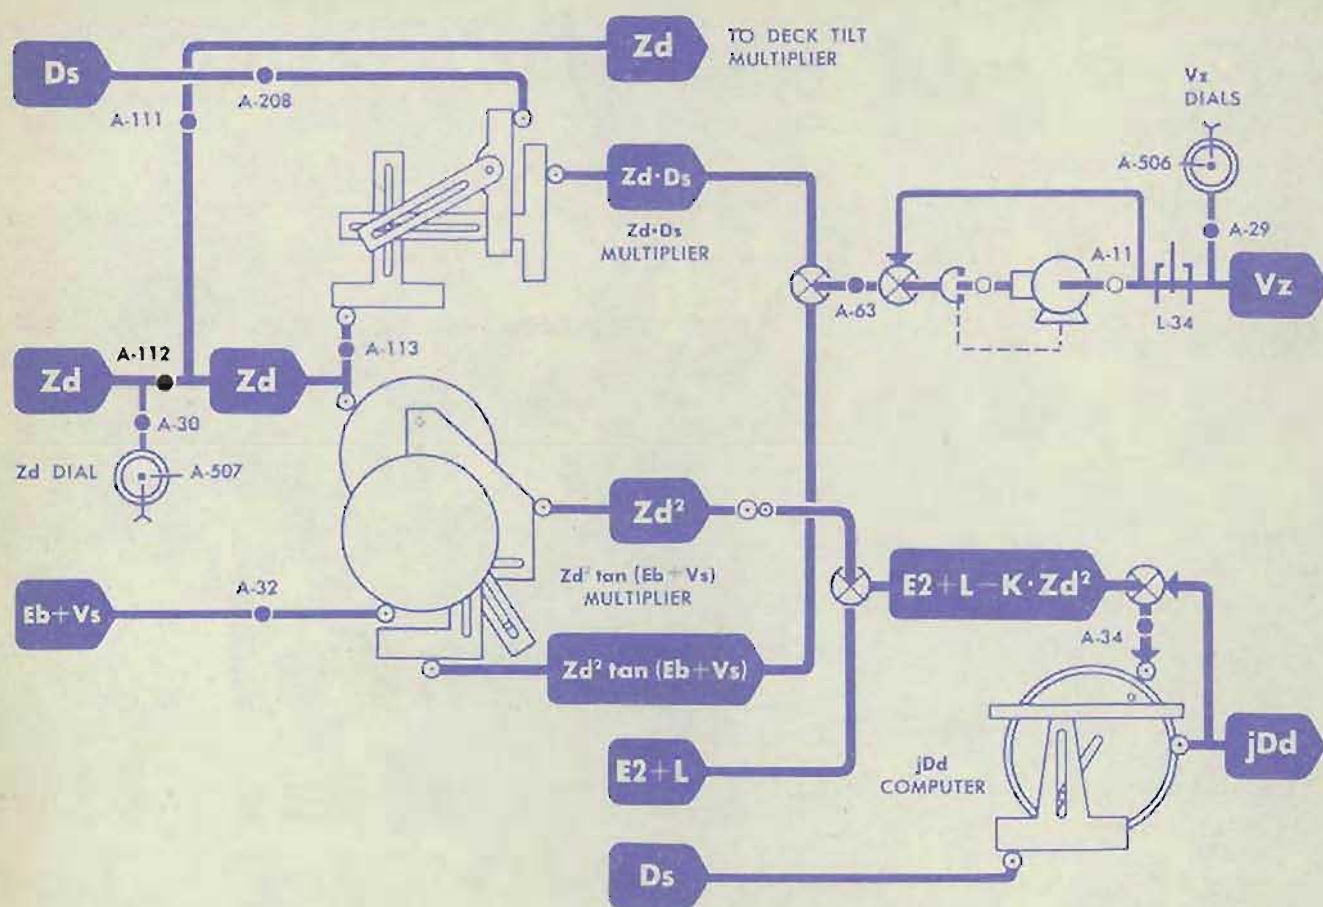 Zd
TO DECK TILT
MULTIPLIER
Ds
A-208
A-111
Vz
DIALS
A-506
Zd·Ds
Zd·Ds
MULTIPLIER
A-29
A-11
Vz
A-63
L-34
A-113
A-112
Zd
Zd
A-30
Zd DIAL
A-507
Zd²
Zd² tan (Eb+Vs)
MULTIPLIER
E2+L-K·Zd²
A-32
Eb+Vs
A-34
Zd² tan (Eb+Vs)
E2+L
jDd
COMPUTER
jDd
Ds